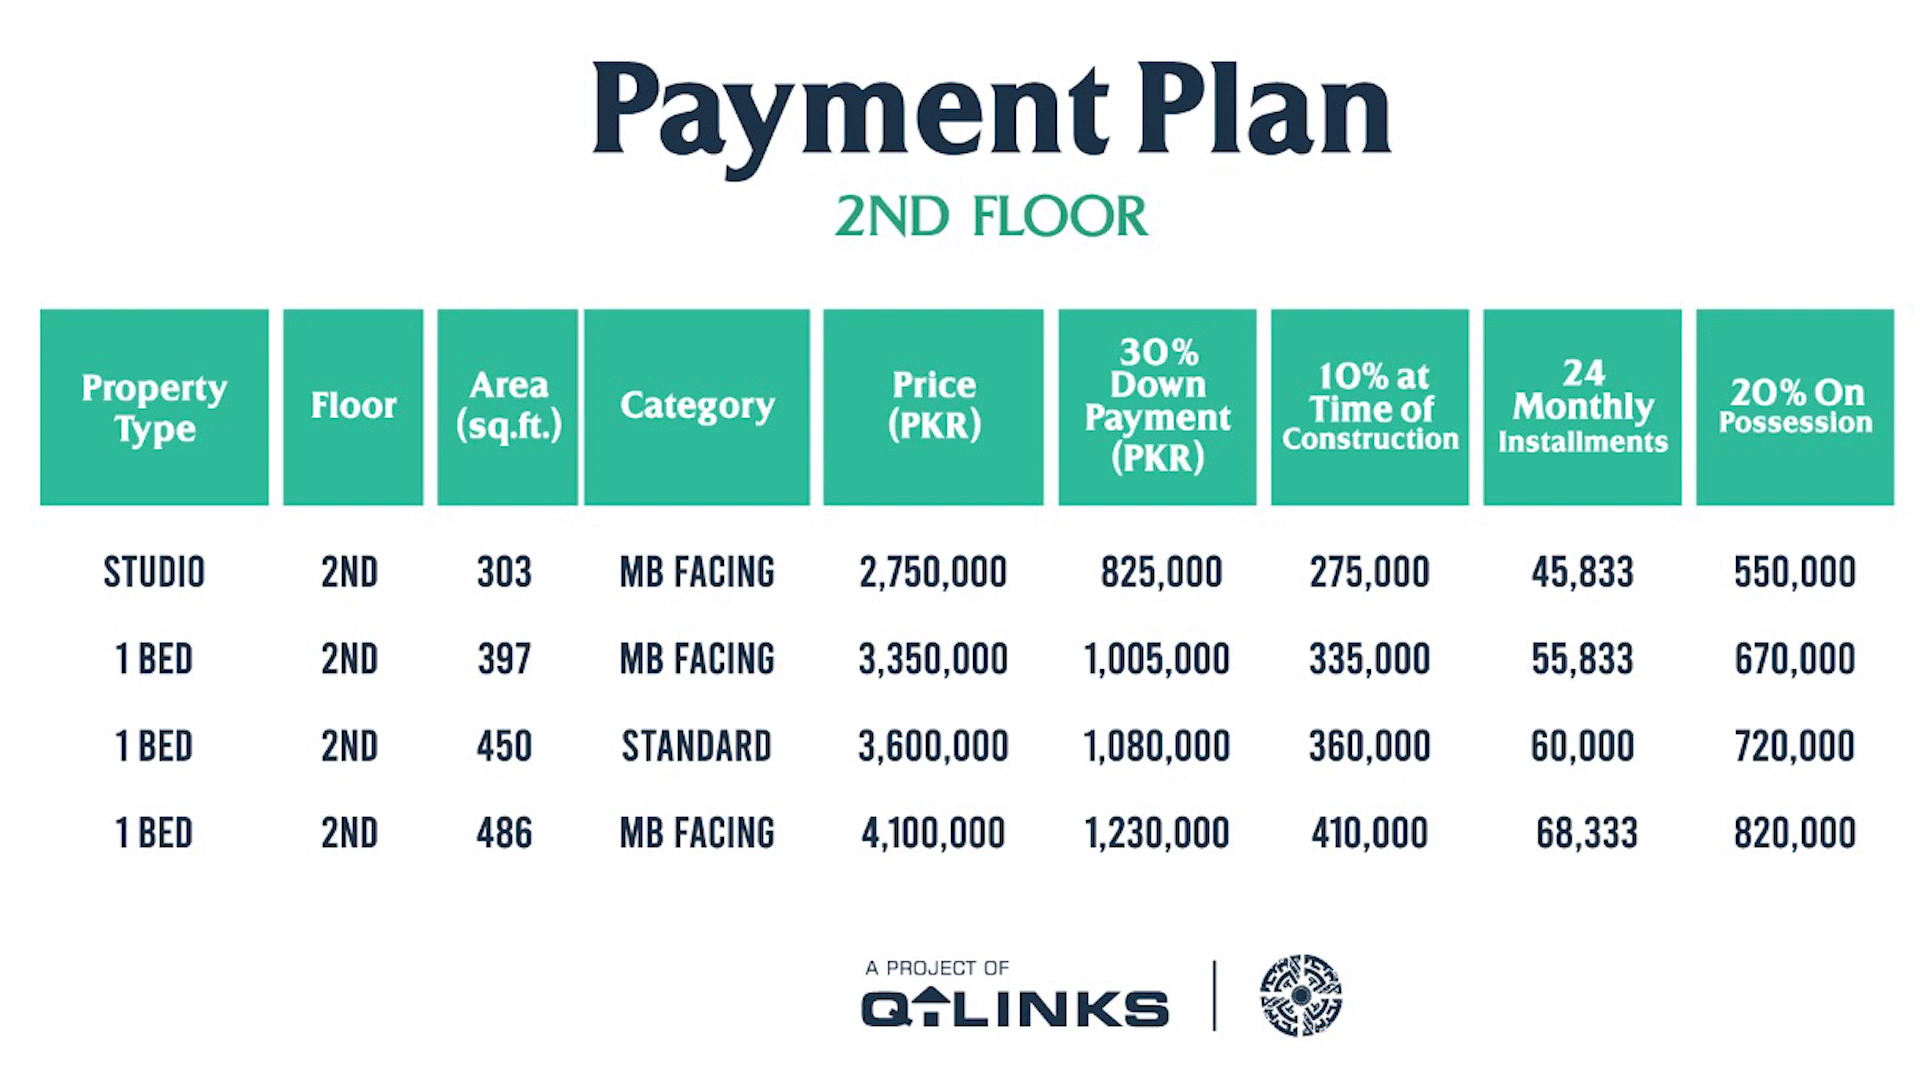 Payment Plan
2ND FLOOR
Property Type
Floor
Area (sq.ft.)
Category
Price (PKR)
30% Down Payment (PKR)
10% at Time of Construction
24 Monthly Installments
20% On Possession
STUDIO 2ND 303 MB FACING 2,750,000 825,000 275,000 45,833 550,000
1 BED 2ND 397 MB FACING 3,350,000 1,005,000 335,000 55,833 670,000
1 BED 2ND 450 STANDARD 3,600,000 1,080,000 360,000 60,000 720,000
1 BED 2ND 486 MB FACING 4,100,000 1,230,000 410,000 68,333 820,000
A PROJECT OF
Q LINKS